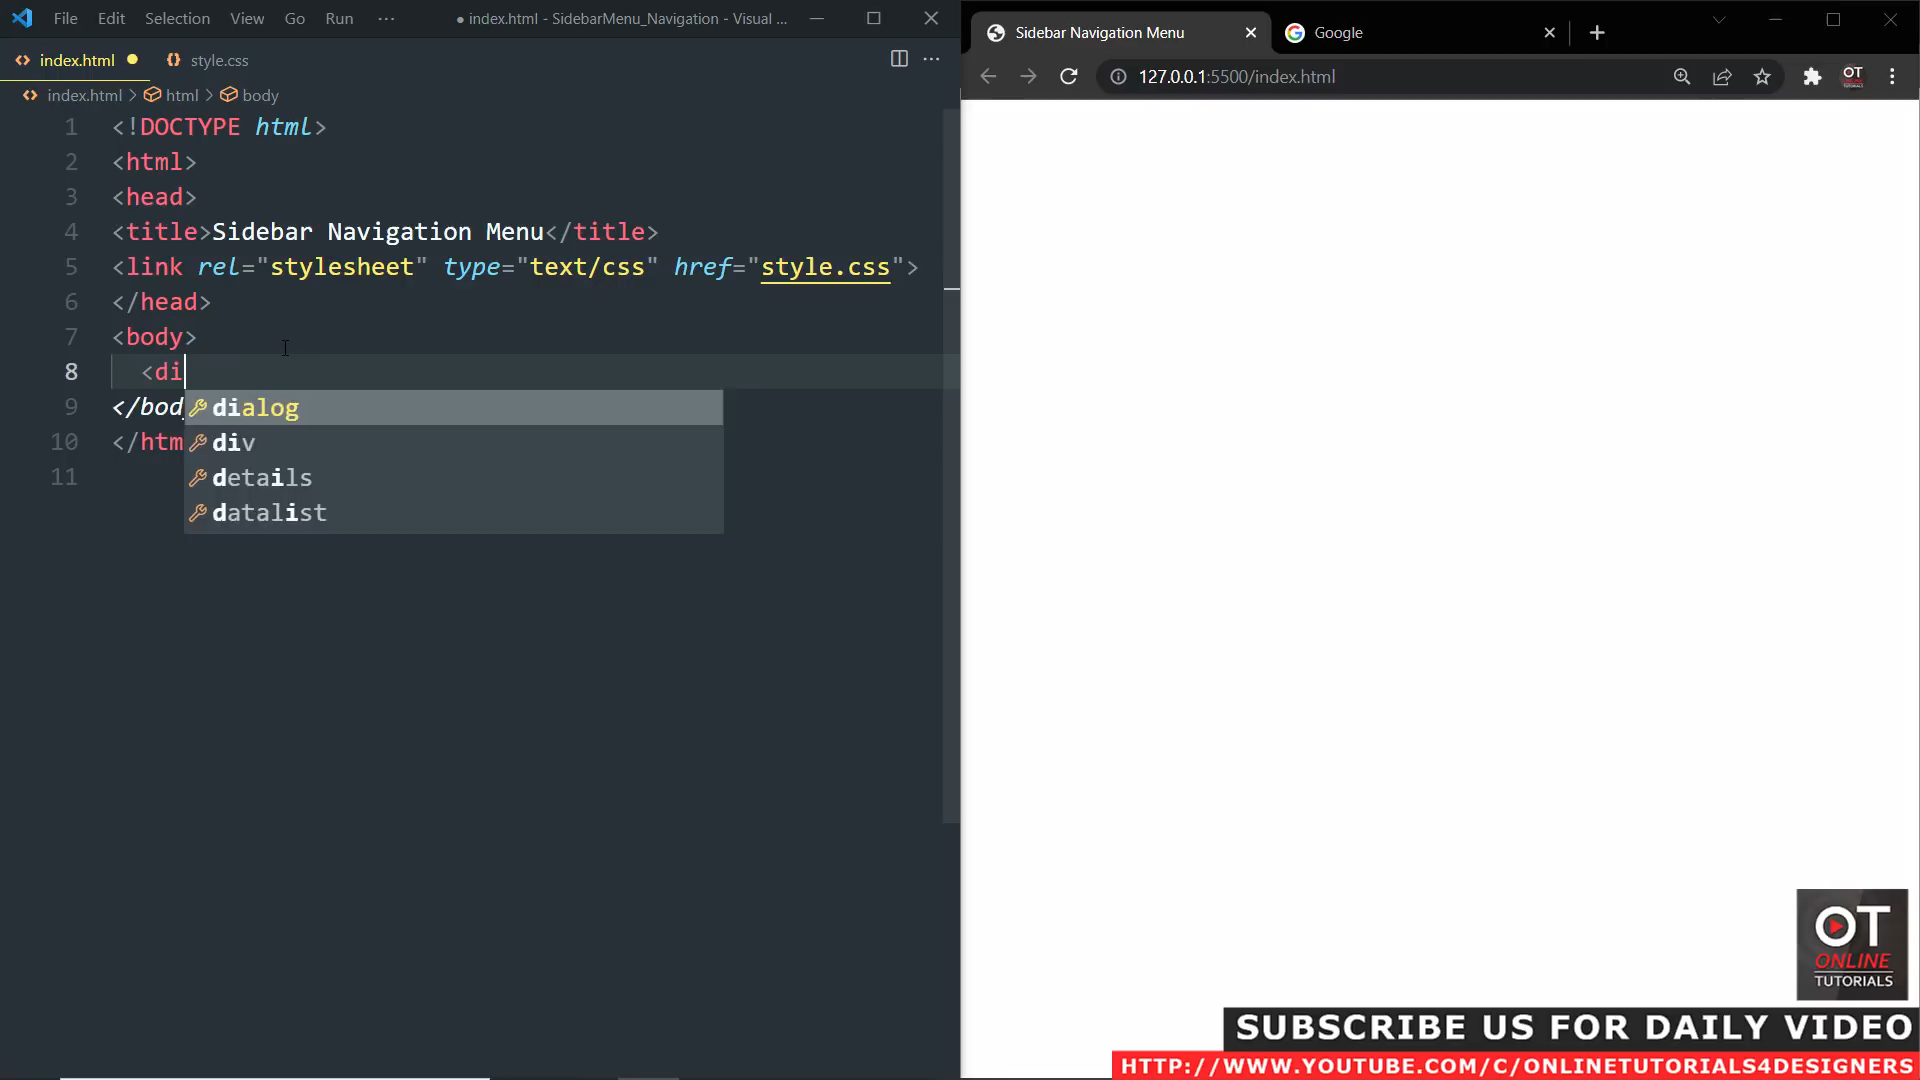 File Edit Selection View Go Run ··· ● index.html - SidebarMenu_Navigation - Visual ...
index.html ● style.css
index.html > html > body
1 <!DOCTYPE html>
2 <html>
3 <head>
4 <title>Sidebar Navigation Menu</title>
5 <link rel="stylesheet" type="text/css" href="style.css">
6 </head>
7 <body>
8 <di
9 </bod
10 </htm
11
dialog
div
details
datalist
Sidebar Navigation Menu Google
127.0.0.1:5500/index.html OT
OT
ONLINE
TUTORIALS
SUBSCRIBE US FOR DAILY VIDEO
HTTP://WWW.YOUTUBE.COM/C/ONLINETUTORIALS4DESIGNERS